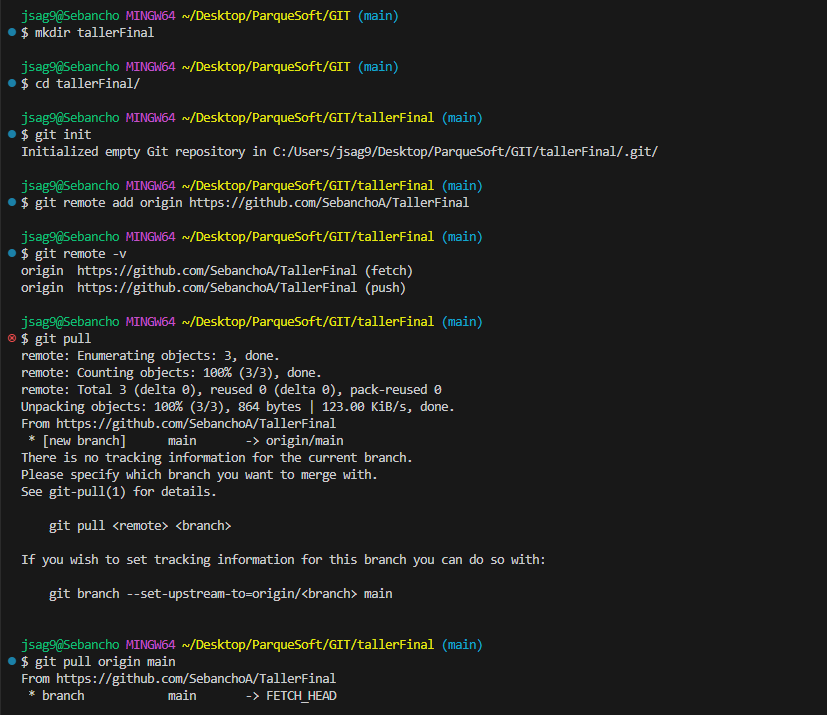 jsag9@Sebancho MINGW64 ~/Desktop/ParqueSoft/GIT (main)
$ mkdir tallerFinal
jsag9@Sebancho MINGW64 ~/Desktop/ParqueSoft/GIT (main)
$ cd tallerFinal/
jsag9@Sebancho MINGW64 ~/Desktop/ParqueSoft/GIT/tallerFinal (main)
$ git init
Initialized empty Git repository in C:/Users/jsag9/Desktop/ParqueSoft/GIT/tallerFinal/.git/
jsag9@Sebancho MINGW64 ~/Desktop/ParqueSoft/GIT/tallerFinal (main)
$ git remote add origin https://github.com/SebanchoA/TallerFinal
jsag9@Sebancho MINGW64 ~/Desktop/ParqueSoft/GIT/tallerFinal (main)
$ git remote -v
origin  https://github.com/SebanchoA/TallerFinal (fetch)
origin  https://github.com/SebanchoA/TallerFinal (push)
jsag9@Sebancho MINGW64 ~/Desktop/ParqueSoft/GIT/tallerFinal (main)
$ git pull
remote: Enumerating objects: 3, done.
remote: Counting objects: 100% (3/3), done.
remote: Total 3 (delta 0), reused 0 (delta 0), pack-reused 0
Unpacking objects: 100% (3/3), 864 bytes | 123.00 KiB/s, done.
From https://github.com/SebanchoA/TallerFinal
 * [new branch]      main       -> origin/main
There is no tracking information for the current branch.
Please specify which branch you want to merge with.
See git-pull(1) for details.
    git pull <remote> <branch>
If you wish to set tracking information for this branch you can do so with:
    git branch --set-upstream-to=origin/<branch> main
jsag9@Sebancho MINGW64 ~/Desktop/ParqueSoft/GIT/tallerFinal (main)
$ git pull origin main
From https://github.com/SebanchoA/TallerFinal
 * branch            main       -> FETCH_HEAD